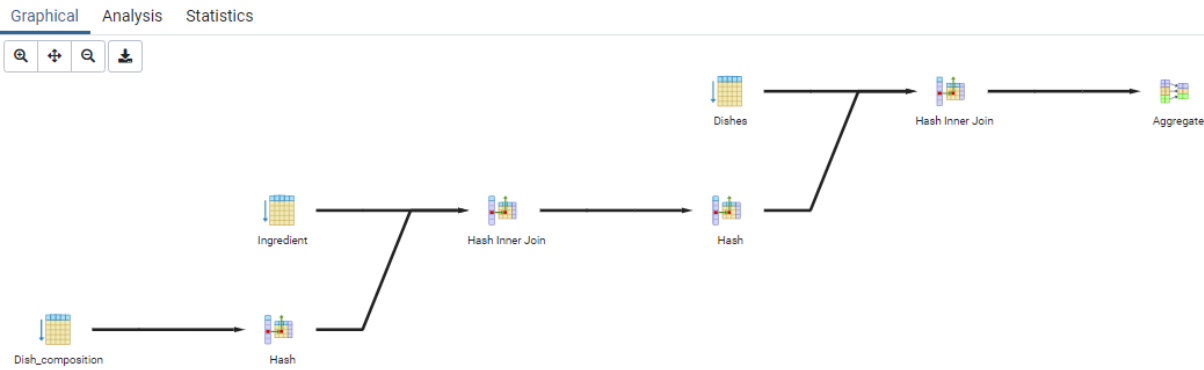 Graphical Analysis Statistics
Dishes
Hash Inner Join
Aggregate
Ingredient
Hash Inner Join
Hash
Dish_composition
Hash